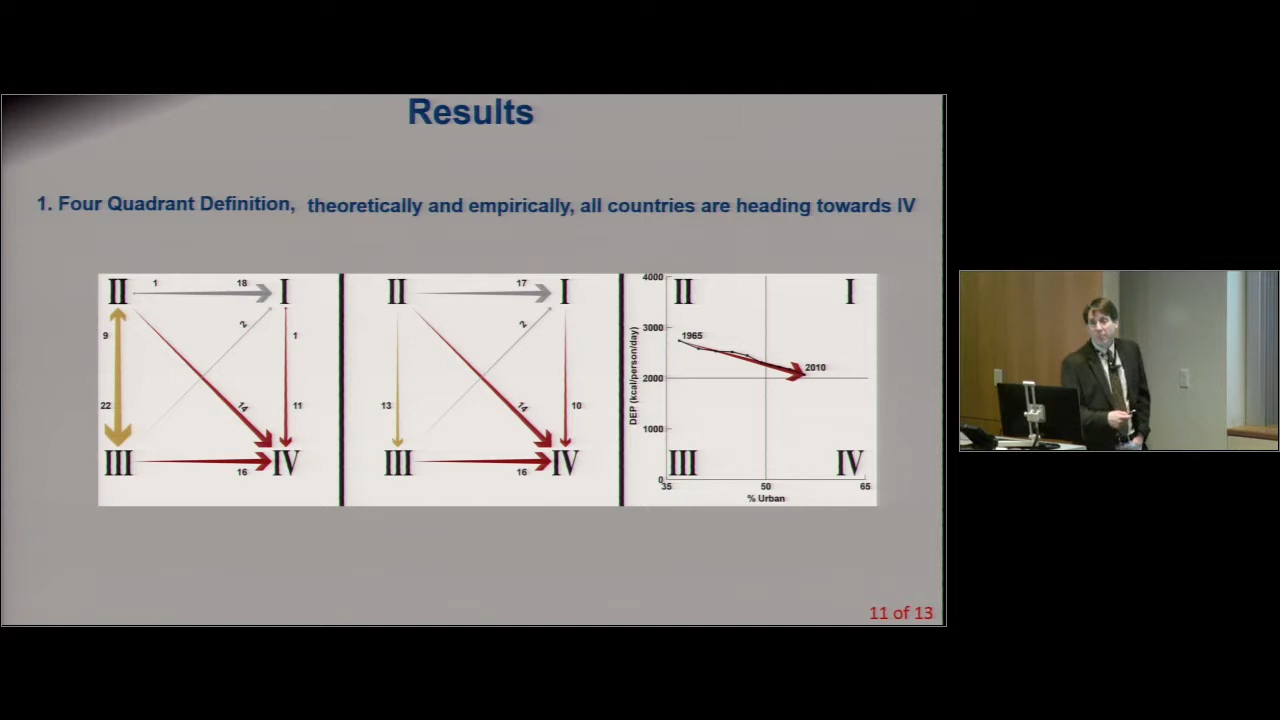 Results
1. Four Quadrant Definition, theoretically and empirically, all countries are heading towards IV
II 1 18 I
2
9 1
22 14 11
III 16 IV
II 17 I
2
13 14 10
III 16 IV
4000
II I
3000
1965
2010
2000
DEP (kcal/person/day)
1000
III IV
0
35 50 65
% Urban
11 of 13